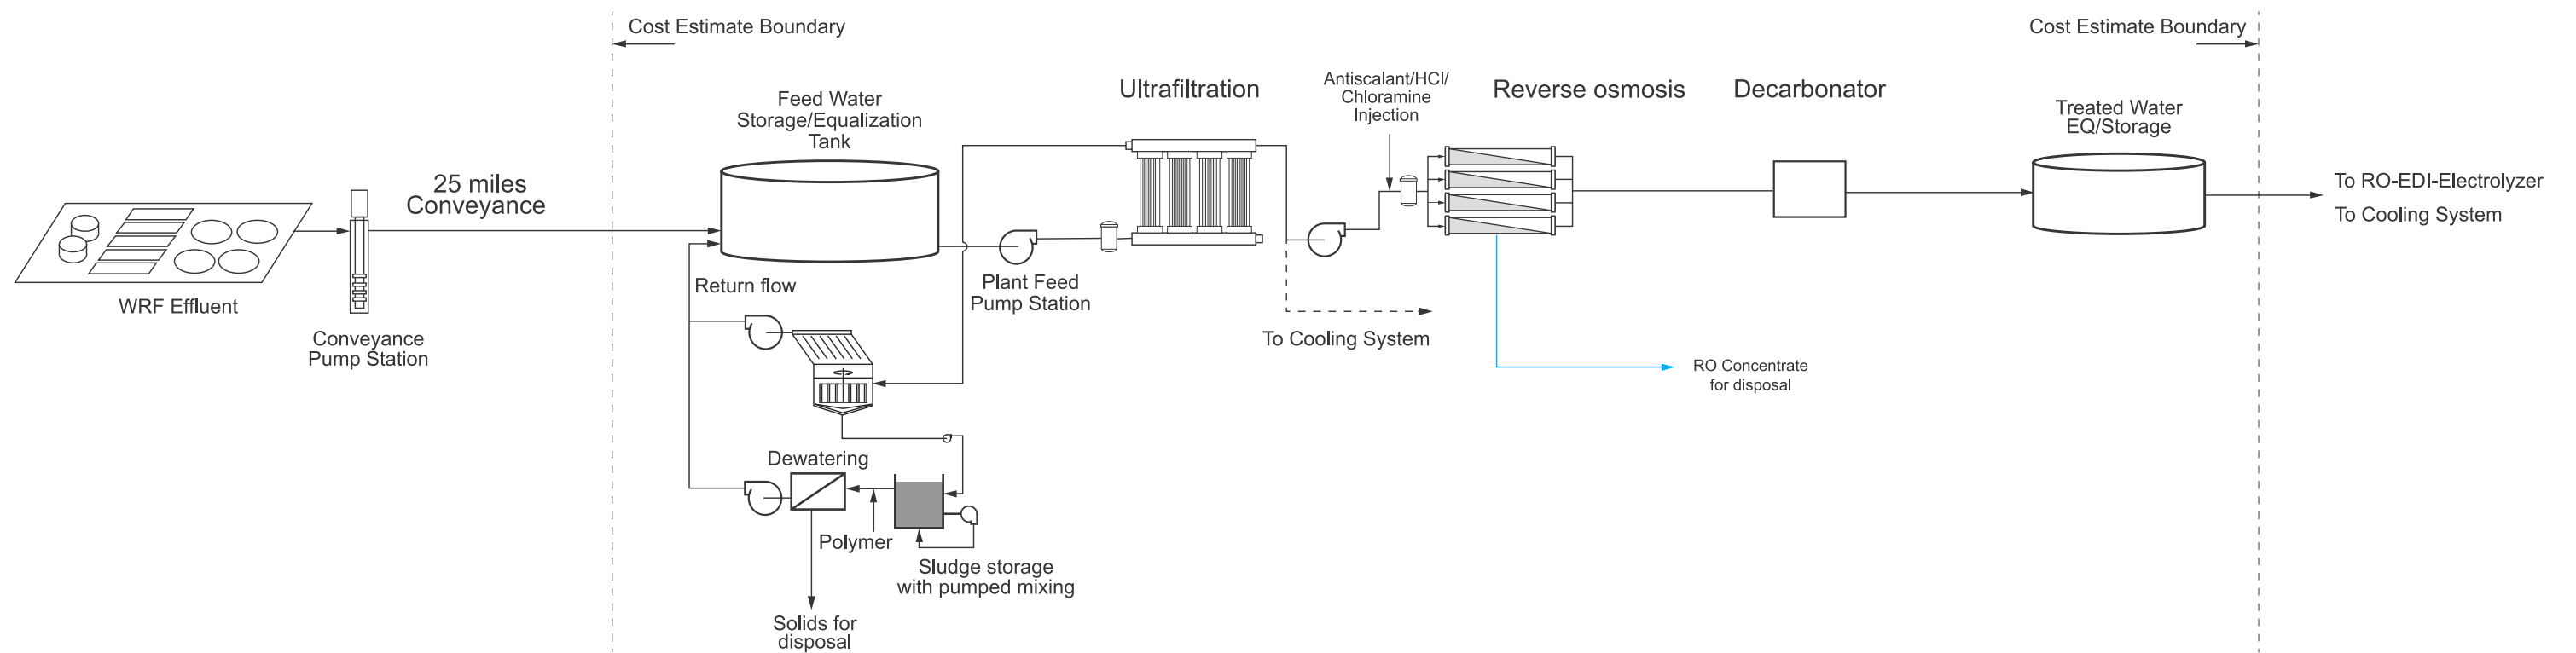 Cost Estimate Boundary
Cost Estimate Boundary
Feed Water
Storage/Equalization
Tank
Ultrafiltration
Antiscalant/HCl/
Chloramine
Injection
Reverse osmosis
Decarbonator
Treated Water
EQ/Storage
25 miles
Conveyance
To RO-EDI-Electrolyzer
To Cooling System
WRF Effluent
Conveyance
Pump Station
Return flow
Plant Feed
Pump Station
To Cooling System
RO Concentrate
for disposal
Dewatering
Polymer
Sludge storage
with pumped mixing
Solids for
disposal